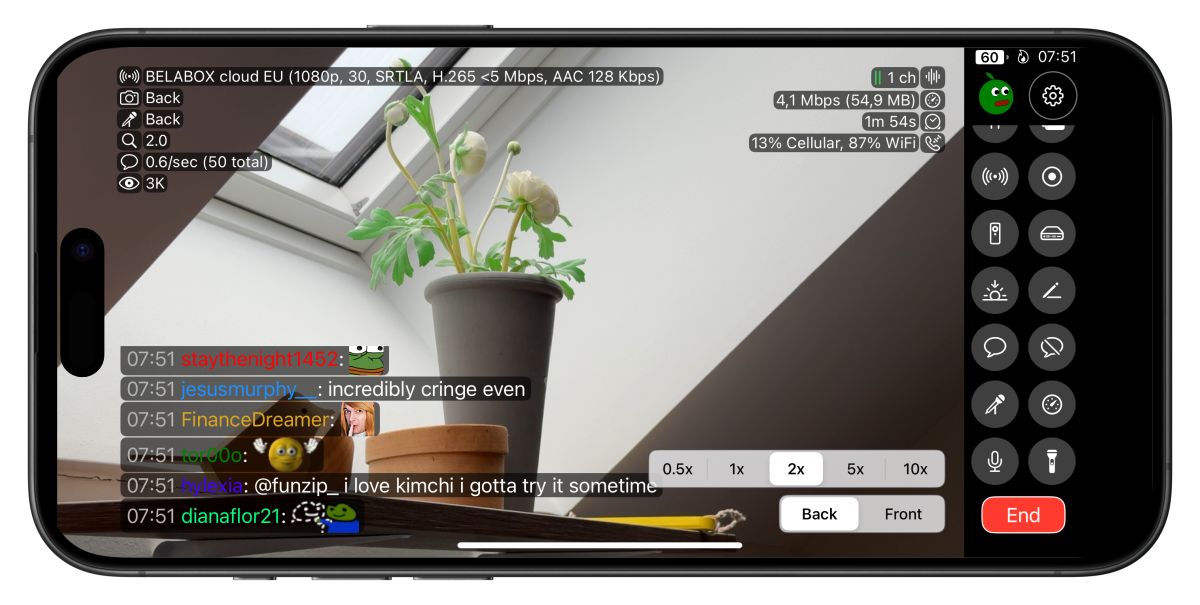 BELABOX cloud EU (1080p, 30, SRTLA, H.265 <5 Mbps, AAC 128 Kbps)
Back
Back
2.0
0.6/sec (50 total)
3K
1 ch
4,1 Mbps (54,9 MB)
1m 54s
13% Cellular, 87% WiFi
60 07:51
07:51 staythenight1452:
07:51 jesusmurphy__: incredibly cringe even
07:51 FinanceDreamer:
07:51 tor00o:
07:51 hylexia: @funzip_ i love kimchi i gotta try it sometime
07:51 dianaflor21:
0.5x 1x 2x 5x 10x
Back Front
End